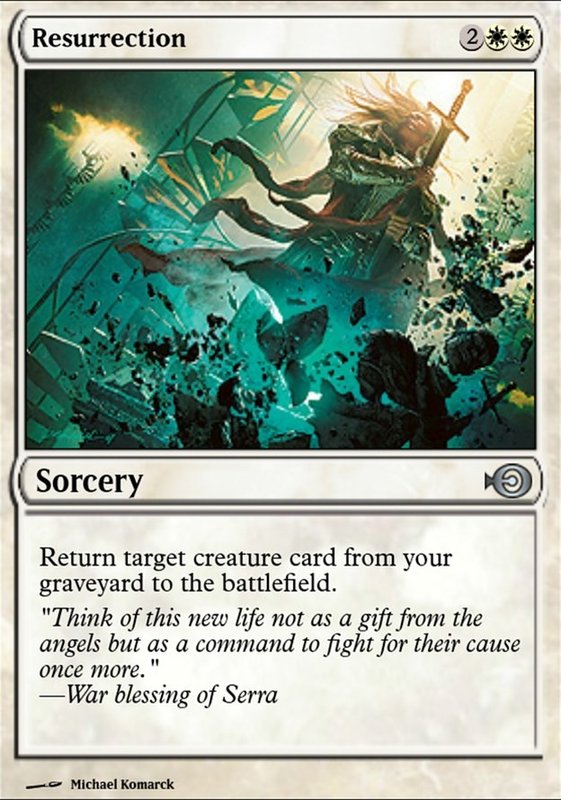 Resurrection 2
Sorcery
Return target creature card from your
graveyard to the battlefield.
"Think of this new life not as a gift from the
angels but as a command to fight for their cause
once more."
—War blessing of Serra
Michael Komarck